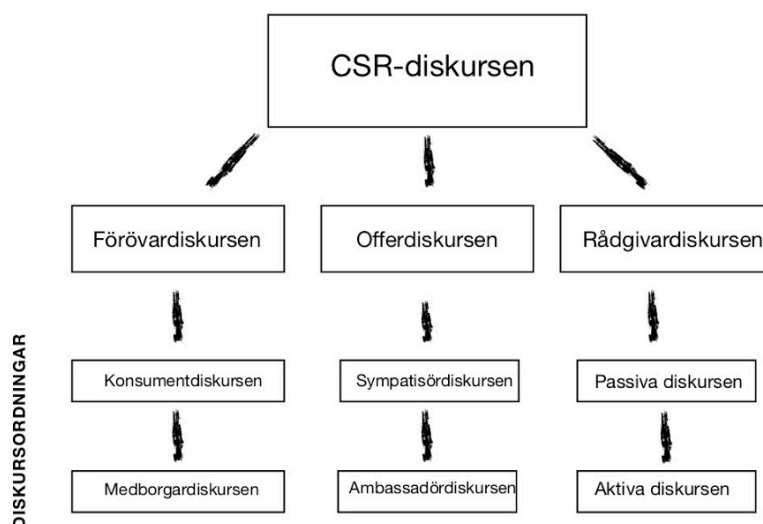 CSR-diskursen
Förövardiskursen
Offerdiskursen
Rådgivardiskursen
Konsumentdiskursen
Sympatisördiskursen
Passiva diskursen
Medborgardiskursen
Ambassadördiskursen
Aktiva diskursen
DISKURSORDNINGAR